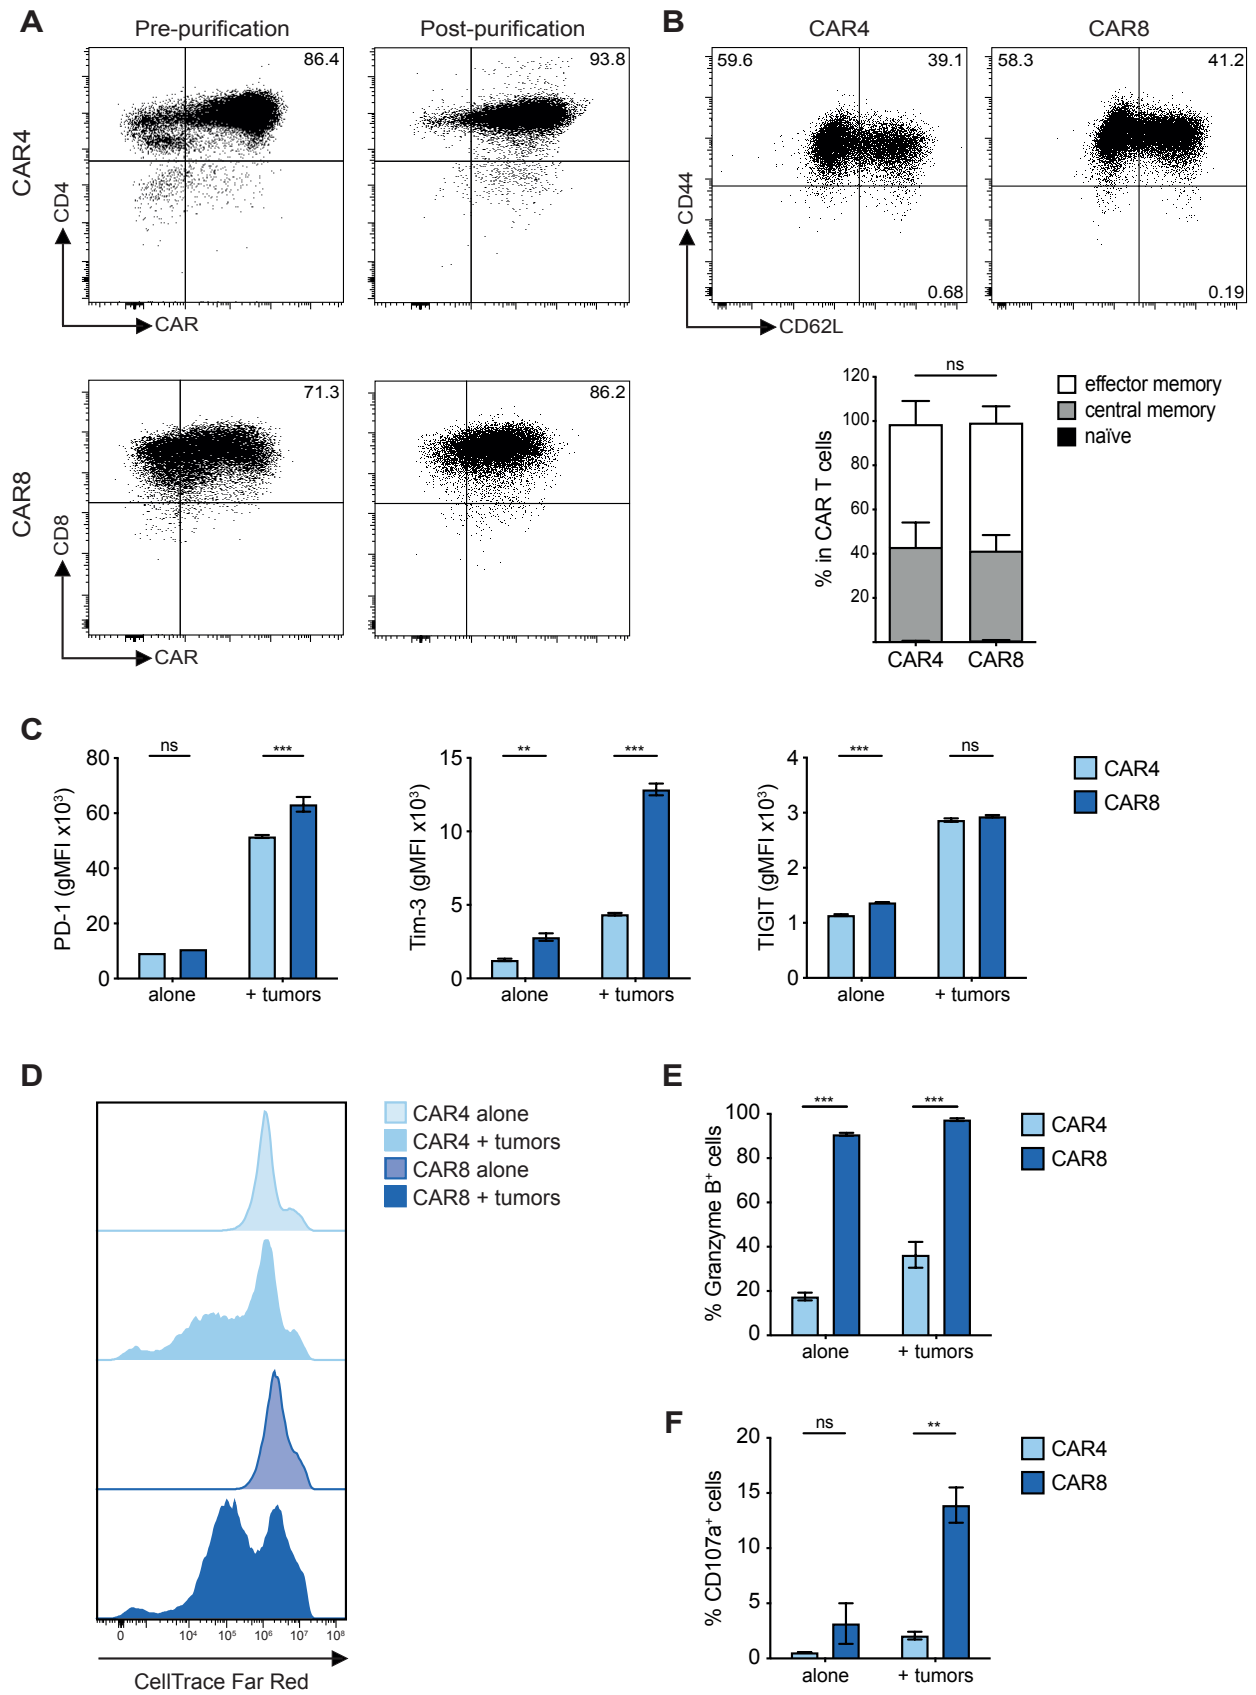 A
Pre-purification
Post-purification
86.4
93.8
CAR4
CD4
CAR
71.3
86.2
CAR8
CD8
CAR
B
CAR4
CAR8
59.6
39.1
58.3
41.2
CD44
0.68
0.19
CD62L
ns
120
100
80
60
40
20
% in CAR T cells
CAR4
CAR8
effector memory
central memory
naïve
C
ns
***
80
60
40
20
0
PD-1 (gMFI x10³)
alone
+ tumors
**
***
15
10
5
0
Tim-3 (gMFI x10³)
alone
+ tumors
***
ns
4
3
2
1
0
TIGIT (gMFI x10³)
alone
+ tumors
CAR4
CAR8
D
CAR4 alone
CAR4 + tumors
CAR8 alone
CAR8 + tumors
0
10⁴
10⁵
10⁶
10⁷
10⁸
CellTrace Far Red
E
***
***
100
80
60
40
20
0
% Granzyme B⁺ cells
alone
+ tumors
CAR4
CAR8
F
ns
**
20
15
10
5
0
% CD107a⁺ cells
alone
+ tumors
CAR4
CAR8